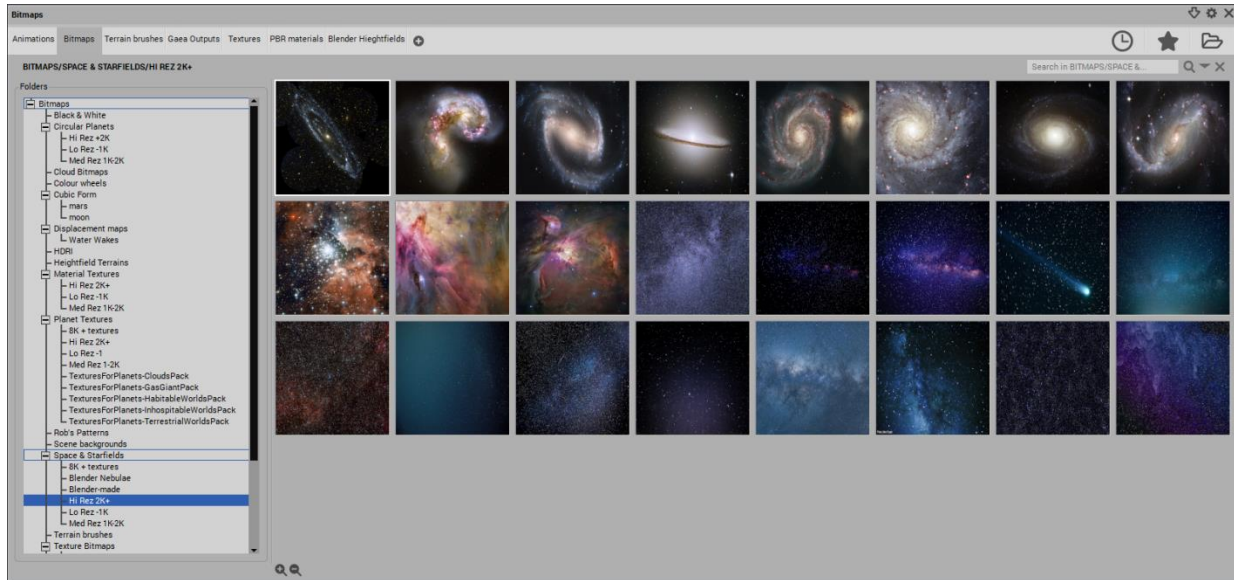 Bitmaps
Animations Bitmaps Terrain brushes Gaea Outputs Textures PBR materials Blender Hieghtfields
BITMAPS/SPACE & STARFIELDS/HI REZ 2K+
Search in BITMAPS/SPACE &...
Folders
Bitmaps
Black & White
Circular Planets
Hi Rez +2K
Lo Rez -1K
Med Rez 1K-2K
Cloud Bitmaps
Colour wheels
Cubic Form
mars
moon
Displacement maps
Water Wakes
HDRI
Heightfield Terrains
Material Textures
Hi Rez 2K+
Lo Rez -1K
Med Rez 1K-2K
Planet Textures
8K + textures
Hi Rez 2K+
Lo Rez -1
Med Rez 1-2K
TexturesForPlanets-CloudsPack
TexturesForPlanets-GasGiantPack
TexturesForPlanets-HabitableWorldsPack
TexturesForPlanets-InhospitableWorldsPack
TexturesForPlanets-TerrestrialWorldsPack
Rob's Patterns
Scene backgrounds
Space & Starfields
8K + textures
Blender Nebulae
Blender-made
Hi Rez 2K+
Lo Rez -1K
Med Rez 1K-2K
Terrain brushes
Texture Bitmaps